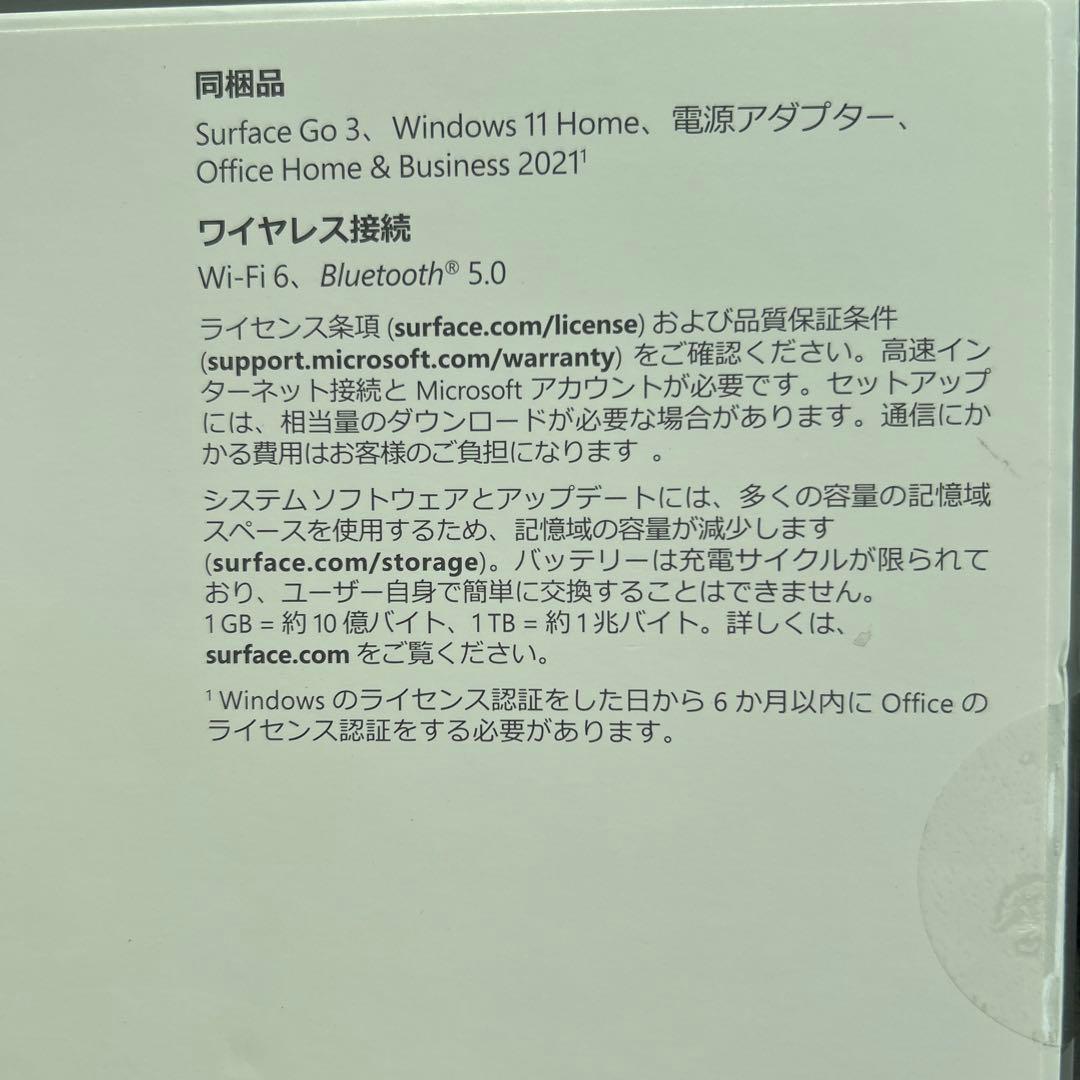 同梱品
Surface Go 3、Windows 11 Home、電源アダプター、
Office Home & Business 2021¹
ワイヤレス接続
Wi-Fi 6、Bluetooth® 5.0
ライセンス条項 (surface.com/license) および品質保証条件
(support.microsoft.com/warranty) をご確認ください。高速イン
ターネット接続と Microsoft アカウントが必要です。セットアップ
には、相当量のダウンロードが必要な場合があります。通信にか
かる費用はお客様のご負担になります 。
システムソフトウェアとアップデートには、多くの容量の記憶域
スペースを使用するため、記憶域の容量が減少します
(surface.com/storage)。バッテリーは充電サイクルが限られて
おり、ユーザー自身で簡単に交換することはできません。
1 GB = 約 10 億バイト、1 TB = 約 1 兆バイト。詳しくは、
surface.com をご覧ください。
¹ Windows のライセンス認証をした日から 6 か月以内に Office の
ライセンス認証をする必要があります。